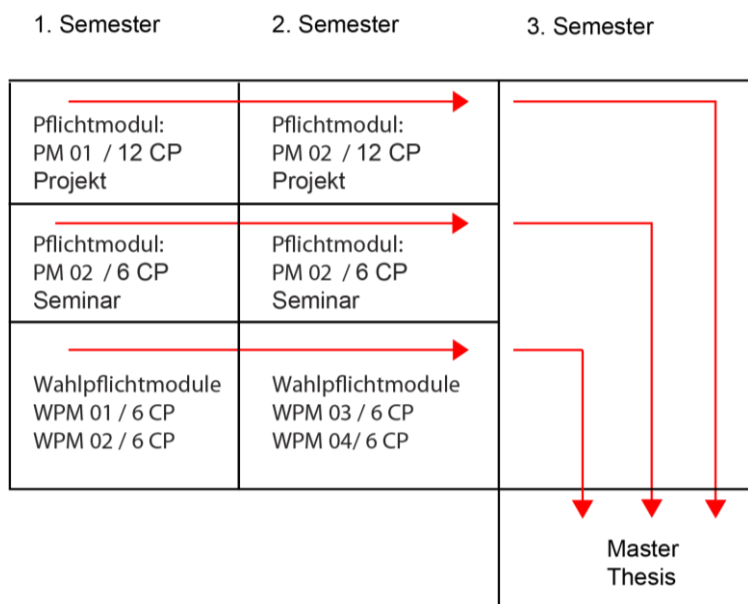 1. Semester
2. Semester
3. Semester
Pflichtmodul:
PM 01 / 12 CP
Projekt
Pflichtmodul:
PM 02 / 12 CP
Projekt
Pflichtmodul:
PM 02 / 6 CP
Seminar
Pflichtmodul:
PM 02 / 6 CP
Seminar
Wahlpflichtmodule
WPM 01 / 6 CP
WPM 02 / 6 CP
Wahlpflichtmodule
WPM 03 / 6 CP
WPM 04/ 6 CP
Master
Thesis